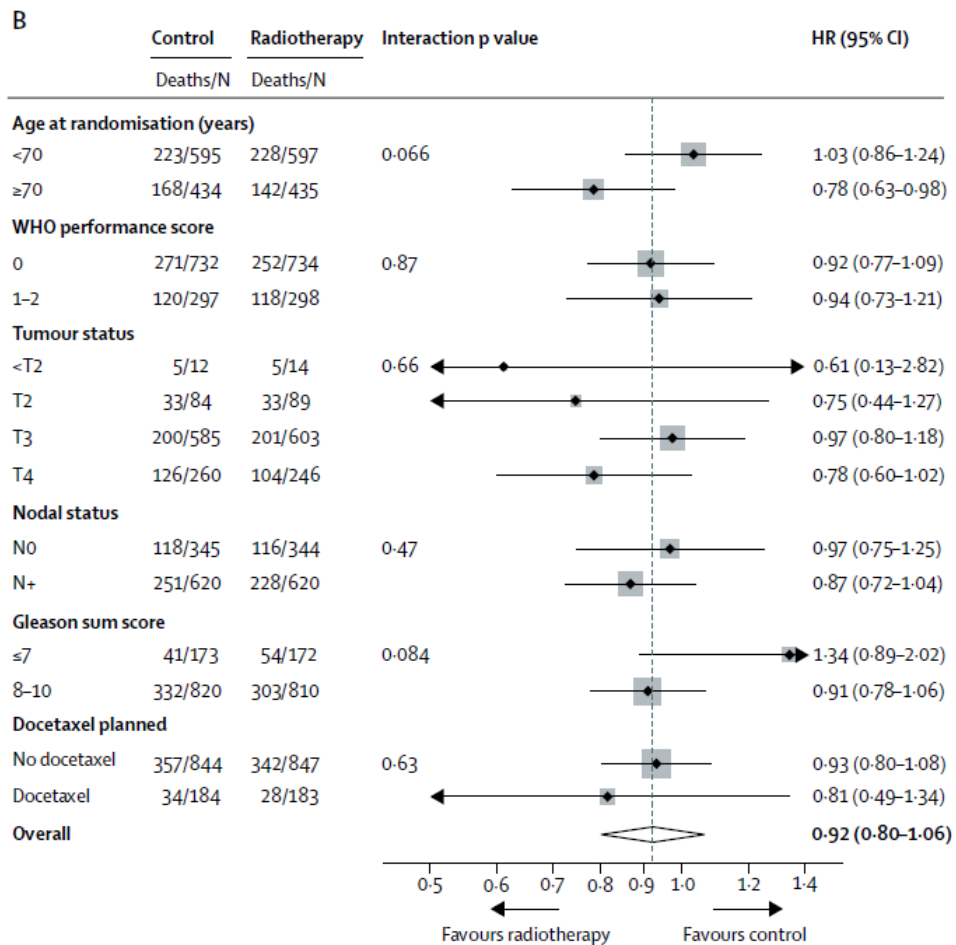 B
Control Radiotherapy Interaction p value HR (95% CI)
Deaths/N Deaths/N
Age at randomisation (years)
<70 223/595 228/597 0·066 1·03 (0·86–1·24)
≥70 168/434 142/435 0·78 (0·63–0·98)
WHO performance score
0 271/732 252/734 0·87 0·92 (0·77–1·09)
1–2 120/297 118/298 0·94 (0·73–1·21)
Tumour status
<T2 5/12 5/14 0·66 0·61 (0·13–2·82)
T2 33/84 33/89 0·75 (0·44–1·27)
T3 200/585 201/603 0·97 (0·80–1·18)
T4 126/260 104/246 0·78 (0·60–1·02)
Nodal status
N0 118/345 116/344 0·47 0·97 (0·75–1·25)
N+ 251/620 228/620 0·87 (0·72–1·04)
Gleason sum score
≤7 41/173 54/172 0·084 1·34 (0·89–2·02)
8–10 332/820 303/810 0·91 (0·78–1·06)
Docetaxel planned
No docetaxel 357/844 342/847 0·63 0·93 (0·80–1·08)
Docetaxel 34/184 28/183 0·81 (0·49–1·34)
Overall 0·92 (0·80–1·06)
0·5 0·6 0·7 0·8 0·9 1·0 1·2 1·4
Favours radiotherapy Favours control